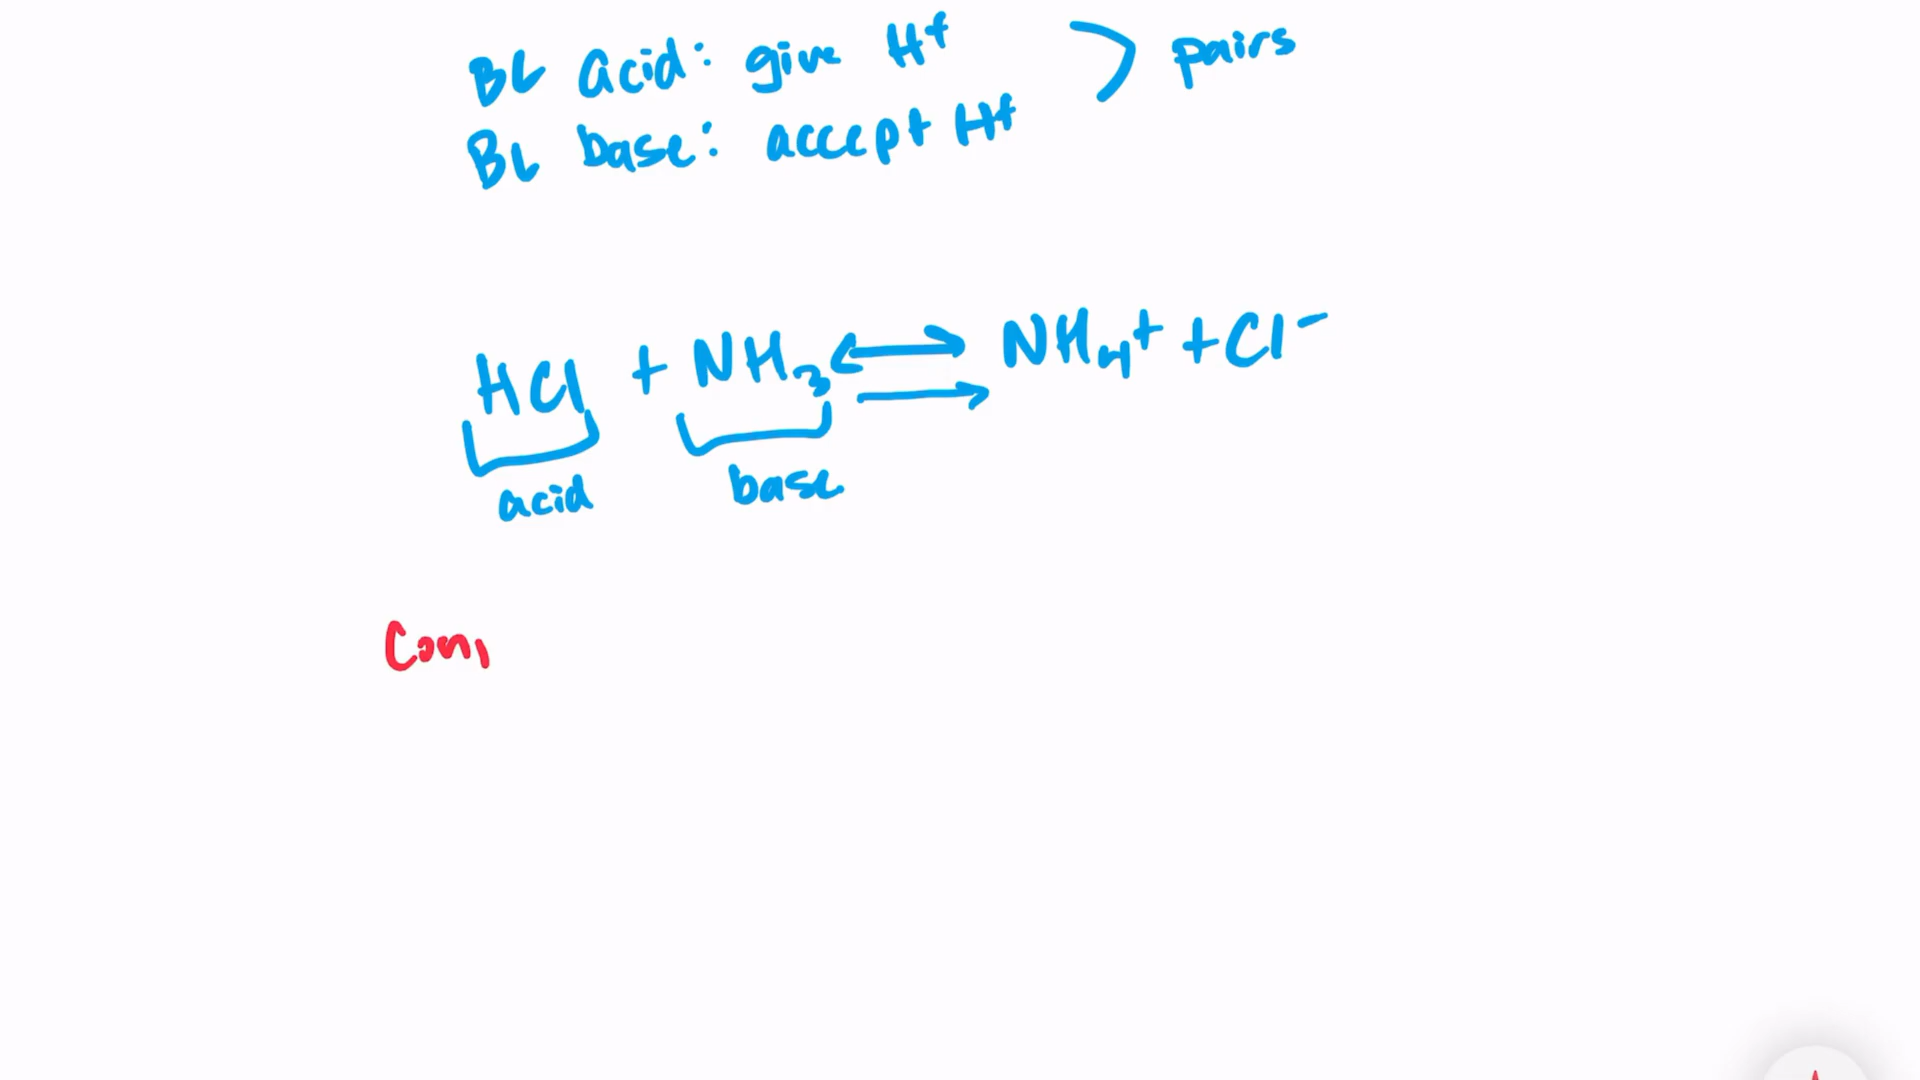 BL acid: give H+
BL base: accept H+
pairs
HCl + NH₃ ⟷ → NH₄⁺ + Cl⁻
acid base
Con